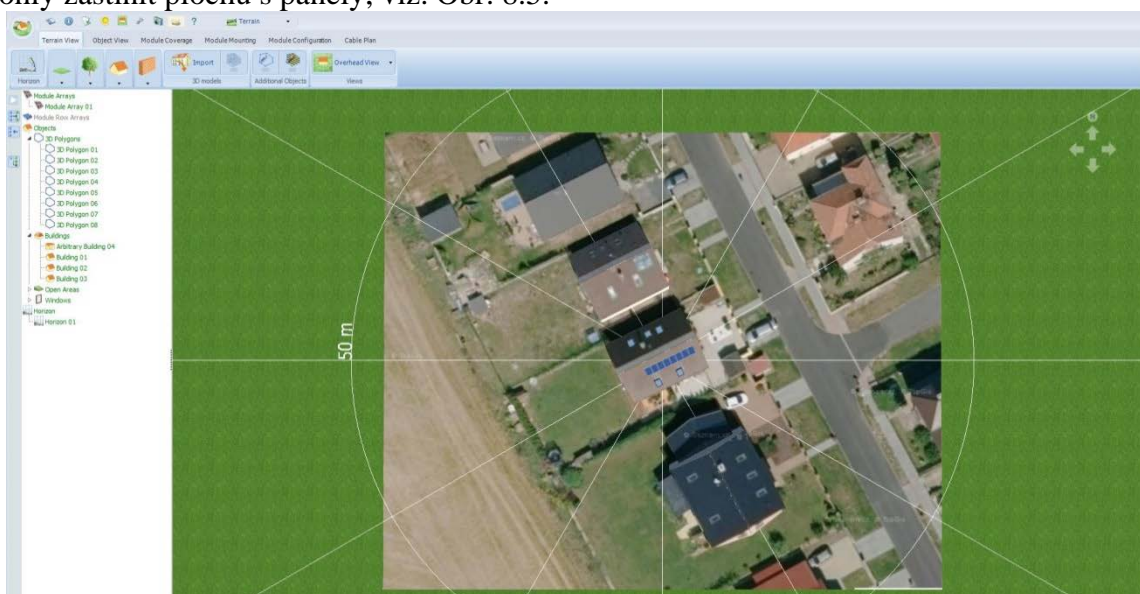 omy zastínit plochu s panely, viz. Obr. 8.5.
? Terrain
Terrain View Object View Module Coverage Module Mounting Module Configuration Cable Plan
Import Overhead View
Horizon 3D models Additional Objects Views
Module Arrays
Module Array 01
Module Row Arrays
Objects
3D Polygons
3D Polygon 01
3D Polygon 02
3D Polygon 03
3D Polygon 04
3D Polygon 05
3D Polygon 06
3D Polygon 07
3D Polygon 08
Buildings
Arbitrary Building 04
Building 01
Building 02
Building 03
Open Areas
Windows
Horizon
Horizon 01
50 m